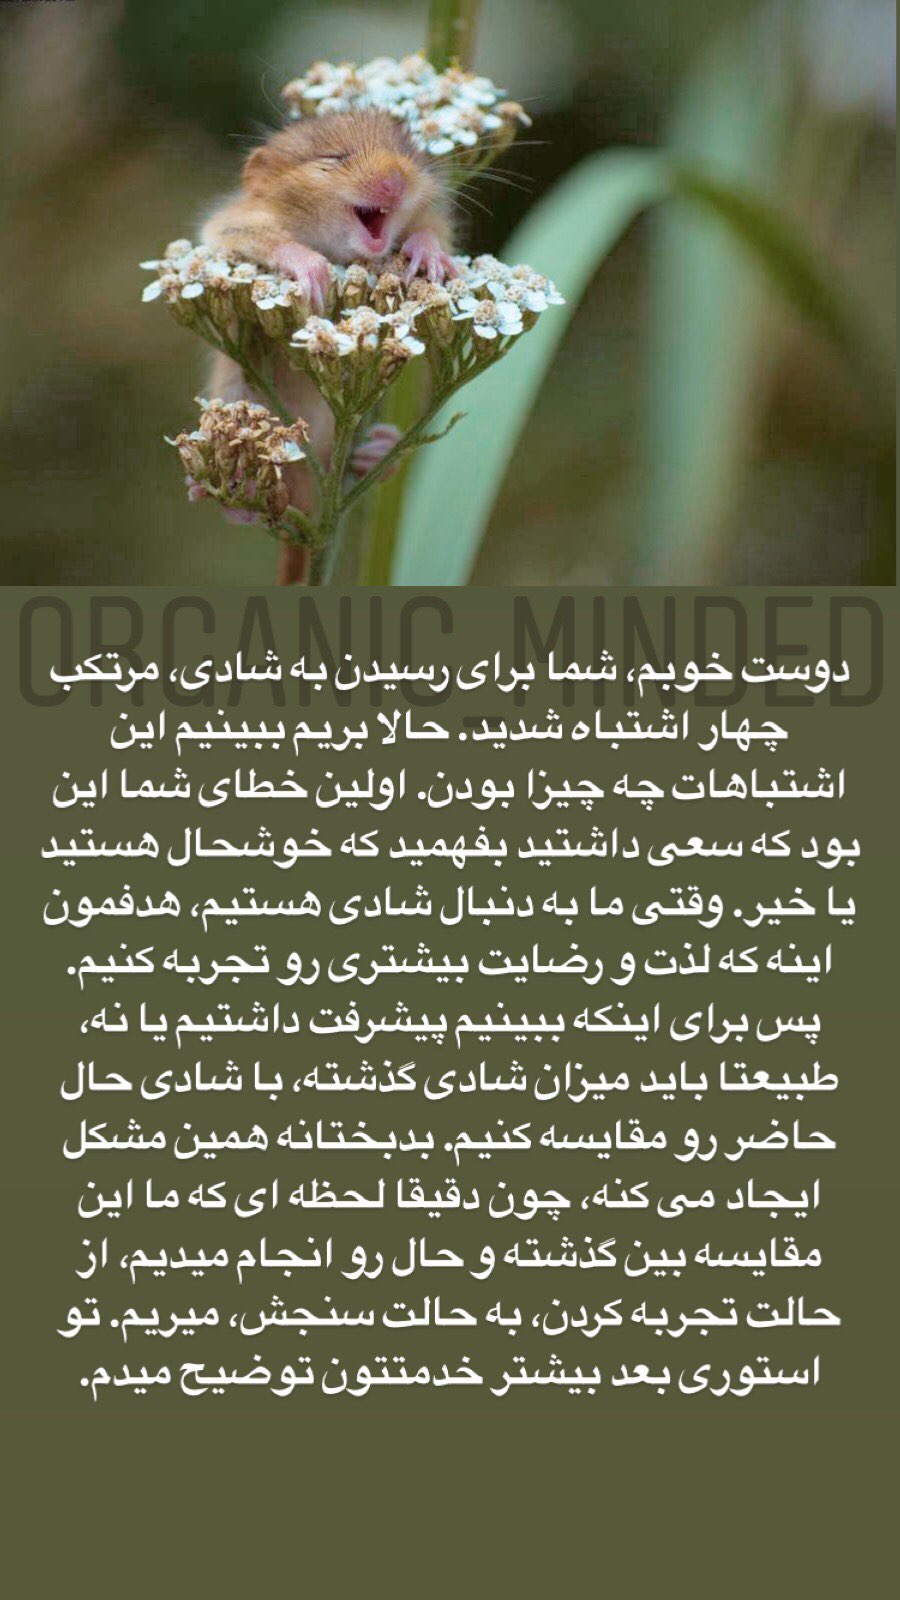 ORGANIC_MINDED
دوست خوبم، شما برای رسیدن به شادی، مرتکب
چهار اشتباه شدید. حالا بریم ببینیم این
اشتباهات چه چیزا بودن. اولین خطای شما این
بود که سعی داشتید بفهمید که خوشحال هستید
یا خیر. وقتی ما به دنبال شادی هستیم، هدفمون
اینه که لذت و رضایت بیشتری رو تجربه کنیم.
پس برای اینکه ببینیم پیشرفت داشتیم یا نه،
طبیعتا باید میزان شادی گذشته، با شادی حال
حاضر رو مقایسه کنیم. بدبختانه همین مشکل
ایجاد می کنه، چون دقیقا لحظه ای که ما این
مقایسه بین گذشته و حال رو انجام میدیم، از
حالت تجربه کردن، به حالت سنجش، میریم. تو
استوری بعد بیشتر خدمتتون توضیح میدم.